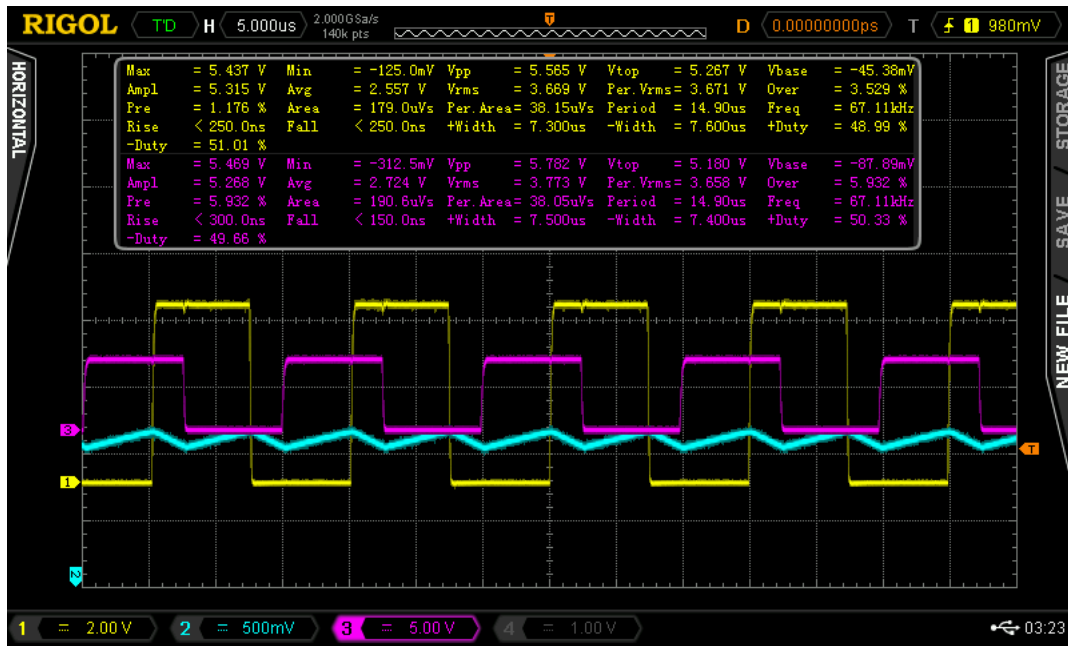 RIGOL T'D H 5.000us 2.000GSa/s 140k pts D 0.00000000ps T 1 980mV
HORIZONTAL
Max = 5.437 V Min = -125.0mV Vpp = 5.565 V Vtop = 5.267 V Vbase = -45.38mV
Ampl = 5.315 V Avg = 2.557 V Vrms = 3.669 V Per.Vrms= 3.671 V Over = 3.529 %
Pre = 1.176 % Area = 179.0uVs Per.Area= 38.15uVs Period = 14.90us Freq = 67.11kHz
Rise < 250.0ns Fall < 250.0ns +Width = 7.300us -Width = 7.600us +Duty = 48.99 %
-Duty = 51.01 %
Max = 5.469 V Min = -312.5mV Vpp = 5.782 V Vtop = 5.180 V Vbase = -87.89mV
Ampl = 5.268 V Avg = 2.724 V Vrms = 3.773 V Per.Vrms= 3.658 V Over = 5.932 %
Pre = 5.932 % Area = 190.6uVs Per.Area= 38.05uVs Period = 14.90us Freq = 67.11kHz
Rise < 300.0ns Fall < 150.0ns +Width = 7.500us -Width = 7.400us +Duty = 50.33 %
-Duty = 49.66 %
STORAGE
SAVE
NEW FILE
T
3
T
1
2
1 2.00 V 2 500mV 3 5.00 V 4 1.00 V 03:23